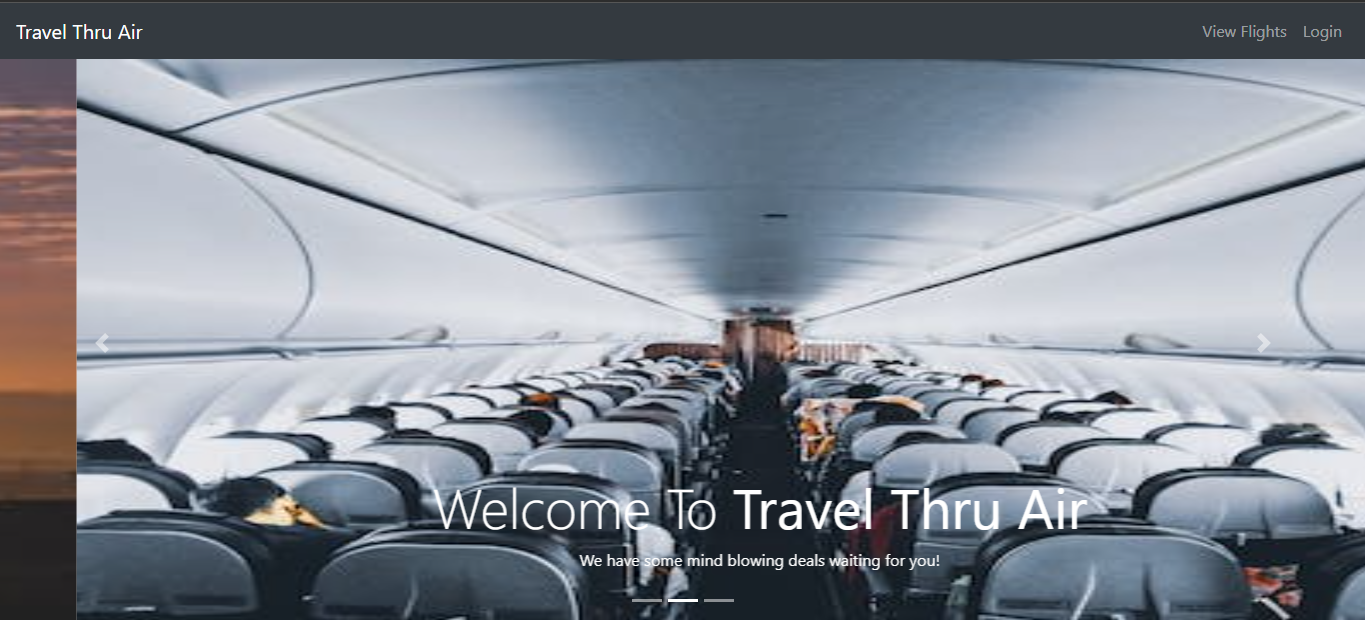 Travel Thru Air
View Flights
Login
Welcome To Travel Thru Air
We have some mind blowing deals waiting for you!